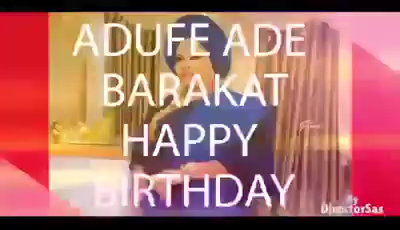 ADUFE ADE
BARAKAT
HAPPY
BIRTHDAY
DirectorSas